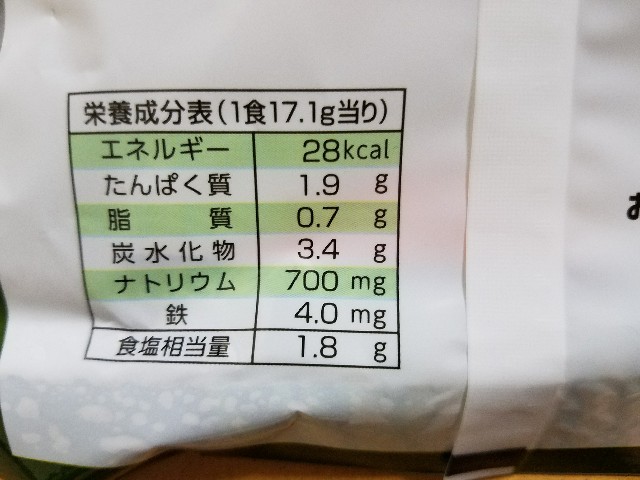 栄養成分表(1食17.1g当り)
エネルギー 28kcal
たんぱく質 1.9 g
脂質 0.7 g
炭水化物 3.4 g
ナトリウム 700 mg
鉄 4.0 mg
食塩相当量 1.8 g
お